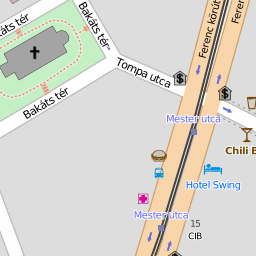 Bakáts tér
Bakáts tér
Ferenc körút
Ferenc
Tompa utca
Bakáts tér
Mester utca
Chili B
Hotel Swing
Mester utca
15
CIB